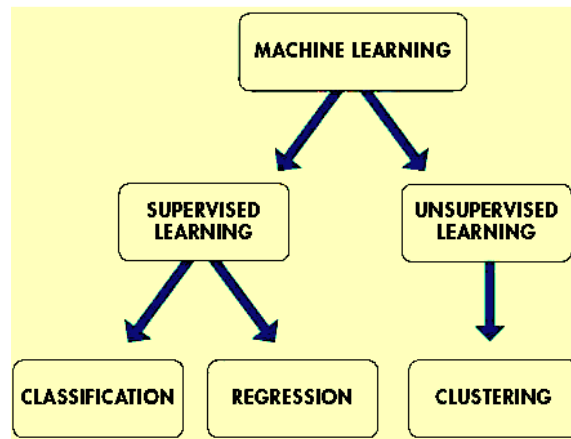 MACHINE LEARNING
SUPERVISED
LEARNING
UNSUPERVISED
LEARNING
CLASSIFICATION
REGRESSION
CLUSTERING